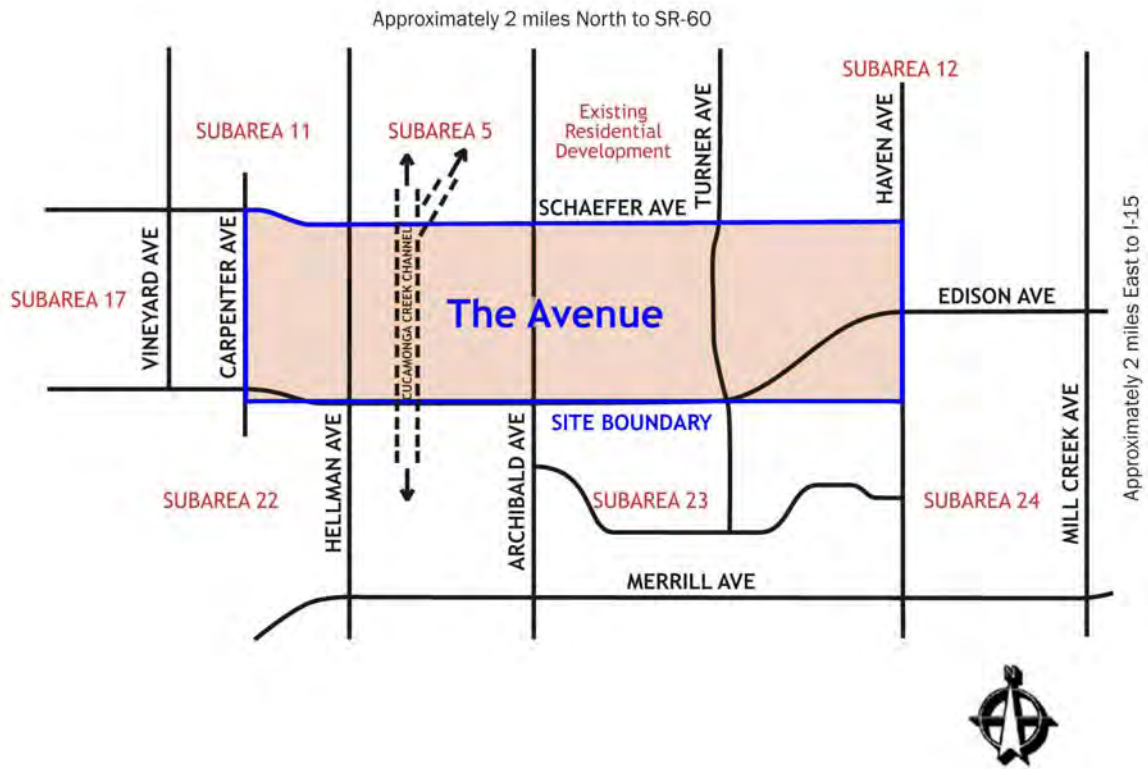 Approximately 2 miles North to SR-60
SUBAREA 12
SUBAREA 11
SUBAREA 5
Existing
Residential
Development
TURNER AVE
HAVEN AVE
SCHAEFER AVE
VINEYARD AVE
CARPENTER AVE
CUCAMONGA CREEK CHANNEL
SUBAREA 17
The Avenue
EDISON AVE
Approximately 2 miles East to I-15
SITE BOUNDARY
HELLMAN AVE
ARCHIBALD AVE
MILL CREEK AVE
SUBAREA 22
SUBAREA 23
SUBAREA 24
MERRILL AVE
N